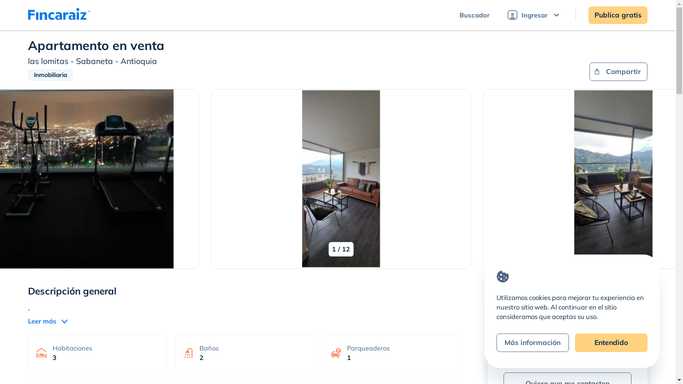 Fincaraiz
Buscador
Ingresar
Publica gratis
Apartamento en venta
las lomitas - Sabaneta - Antioquia
Inmobiliaria
Compartir
1 / 12
Descripción general
.
Leer más
Habitaciones
3
Baños
2
Parqueaderos
1
Utilizamos cookies para mejorar tu experiencia en
nuestro sitio web. Al continuar en el sitio
consideramos que aceptas su uso.
Más información
Entendido
Quiero que me contacten